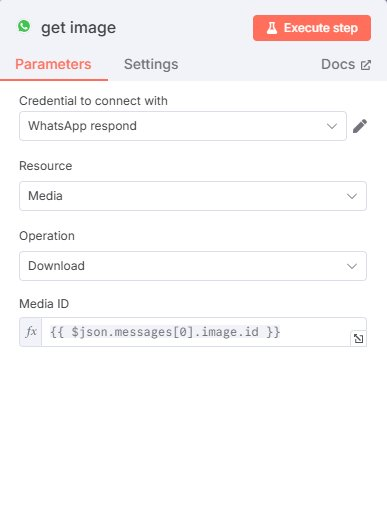 get image
Execute step
Parameters
Settings
Docs
Credential to connect with
WhatsApp respond
Resource
Media
Operation
Download
Media ID
fx {{ $json.messages[0].image.id }}